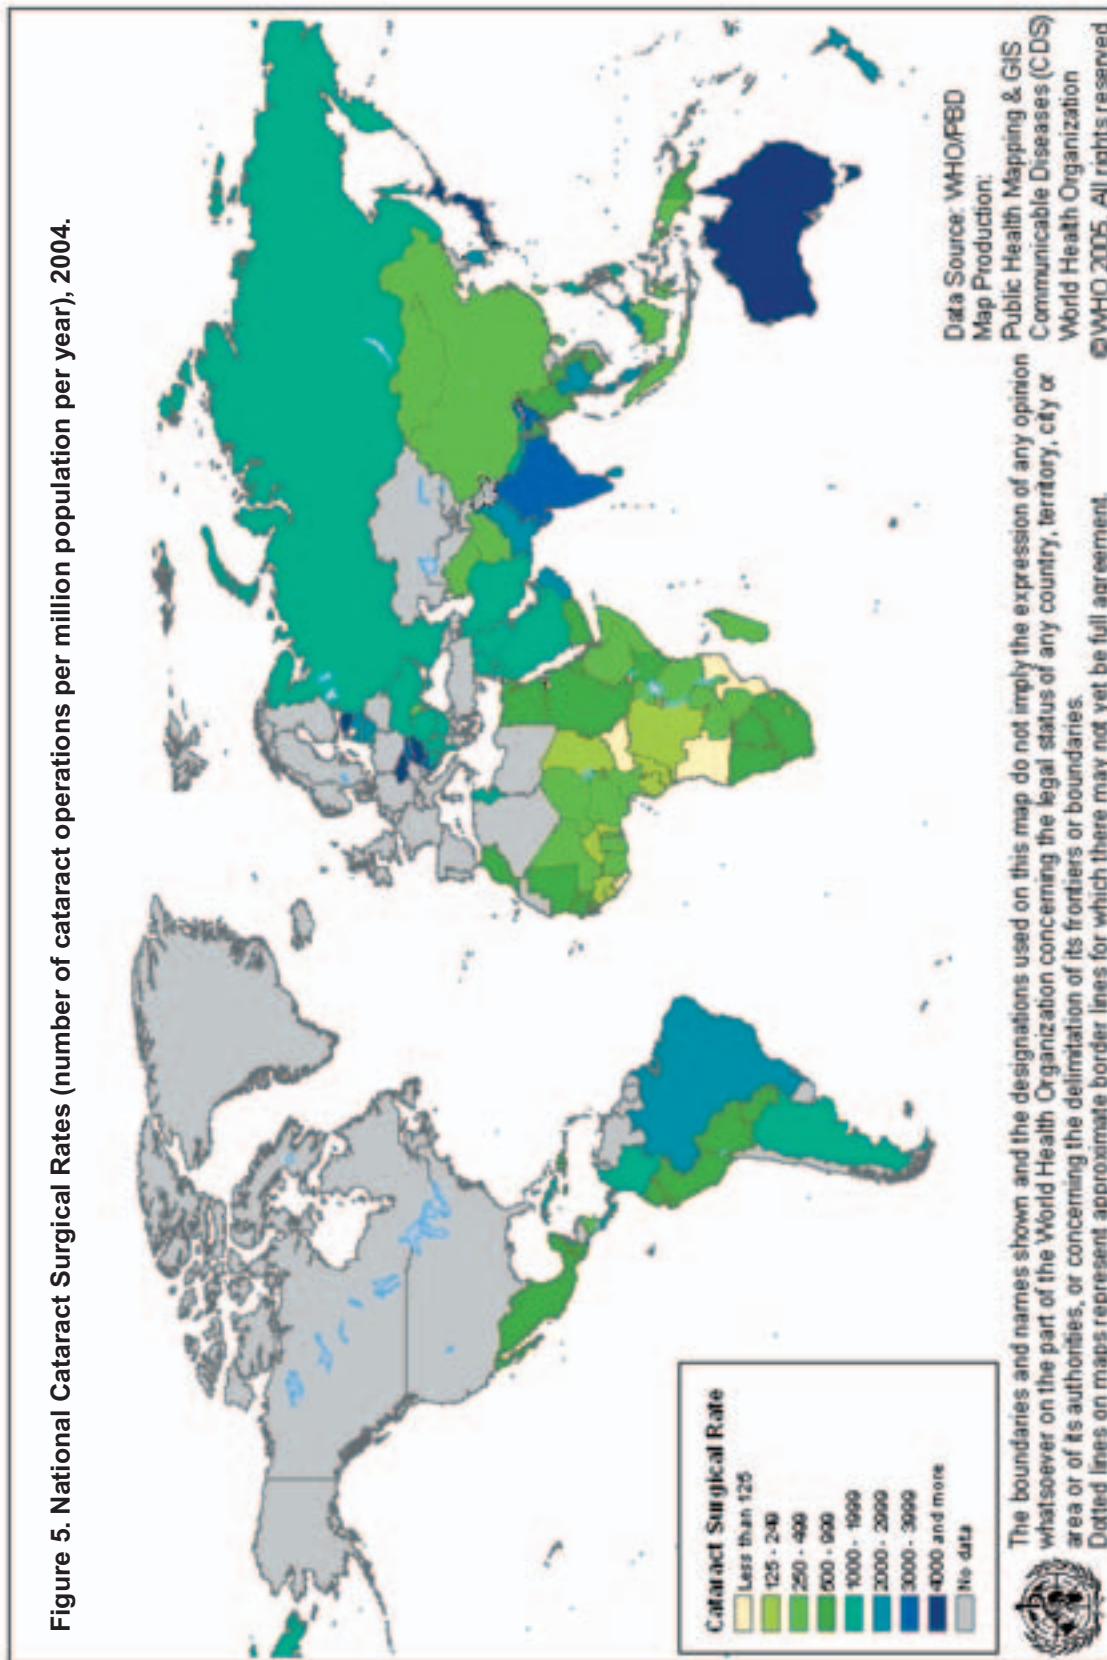 Figure 5. National Cataract Surgical Rates (number of cataract operations per million population per year), 2004.
Cataract Surgical Rate
Less than 125
125 - 249
250 - 499
500 - 999
1000 - 1999
2000 - 2999
3000 - 3999
4000 and more
No data
Data Source: WHO/PBD
Map Production:
Public Health Mapping & GIS
Communicable Diseases (CDS)
World Health Organization
©WHO 2005. All rights reserved
The boundaries and names shown and the designations used on this map do not imply the expression of any opinion
whatsoever on the part of the World Health Organization concerning the legal status of any country, territory, city or
area or of its authorities, or concerning the delimitation of its frontiers or boundaries.
Dotted lines on maps represent approximate border lines for which there may not yet be full agreement.